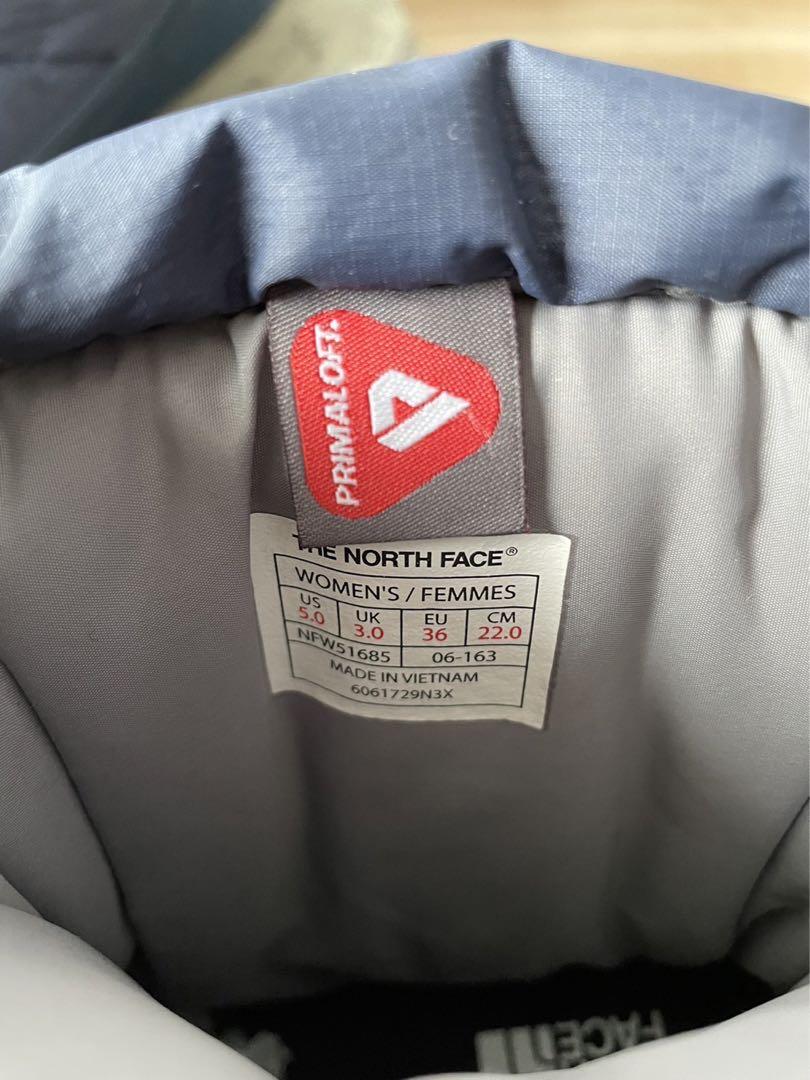 PRIMALOFT®
THE NORTH FACE®
WOMEN'S / FEMMES
US UK EU CM
5.0 3.0 36 22.0
NFW51685 06-163
MADE IN VIETNAM
6061729N3X
FACE